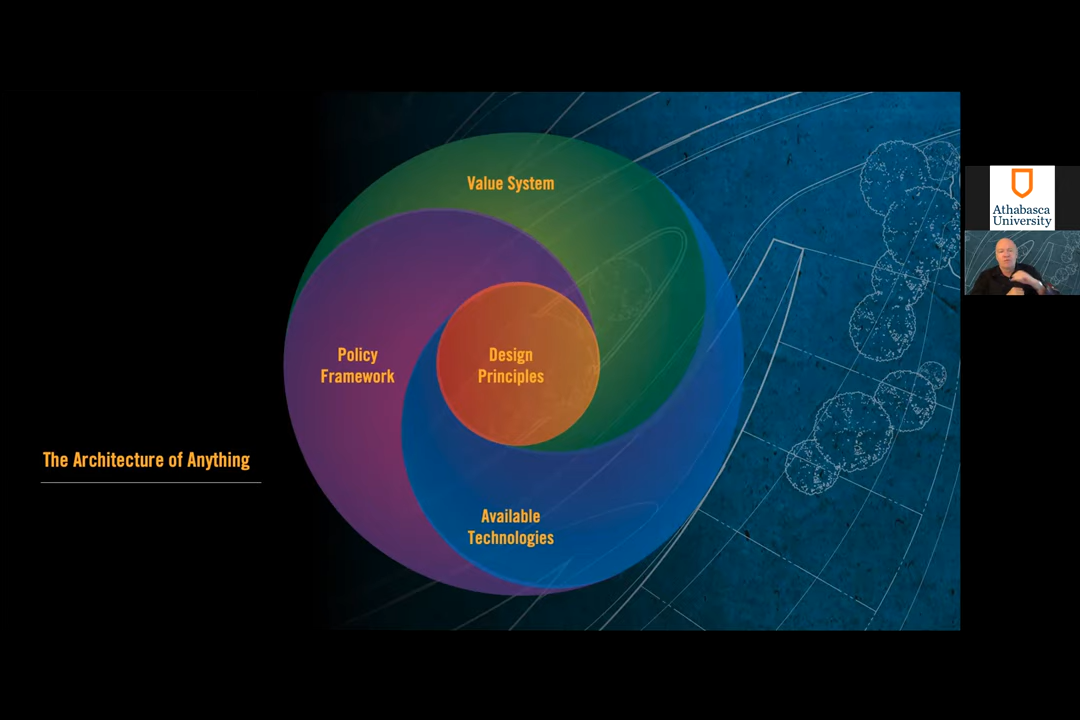 Value System
Policy
Framework
Design
Principles
Available
Technologies
The Architecture of Anything
Athabasca
University